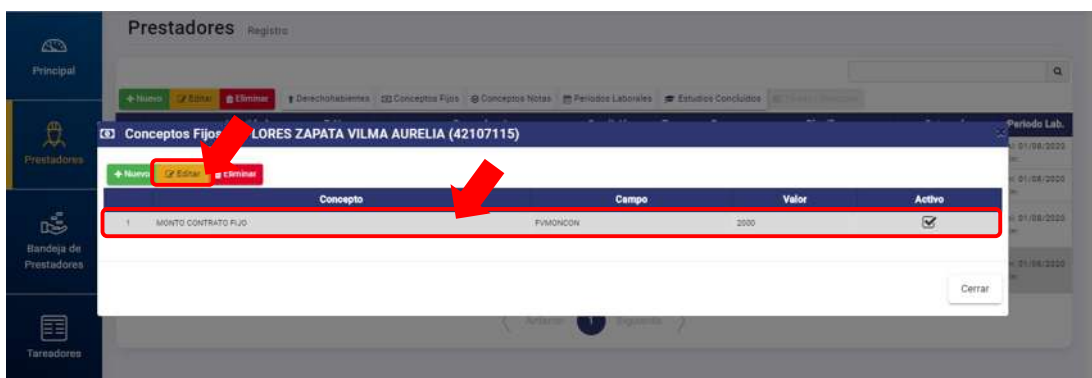 Prestadores Registro
Principal
Nuevo Editar Eliminar Derechohabientes Conceptos Fijos Conceptos Notas Periodos Laborales Estudios Concluidos
Periodo Lab.
Conceptos Fijos LORES ZAPATA VILMA AURELIA (42107115)
01/08/2020
Prestadores
Nuevo Editar Eliminar
01/08/2020
Concepto Campo Valor Activo
1 MONTO CONTRATO FIJO FVMONCON 2000
01/08/2020
Bandeja de
Prestadores
01/08/2020
Cerrar
Anterior 1 Siguiente
Tareadores